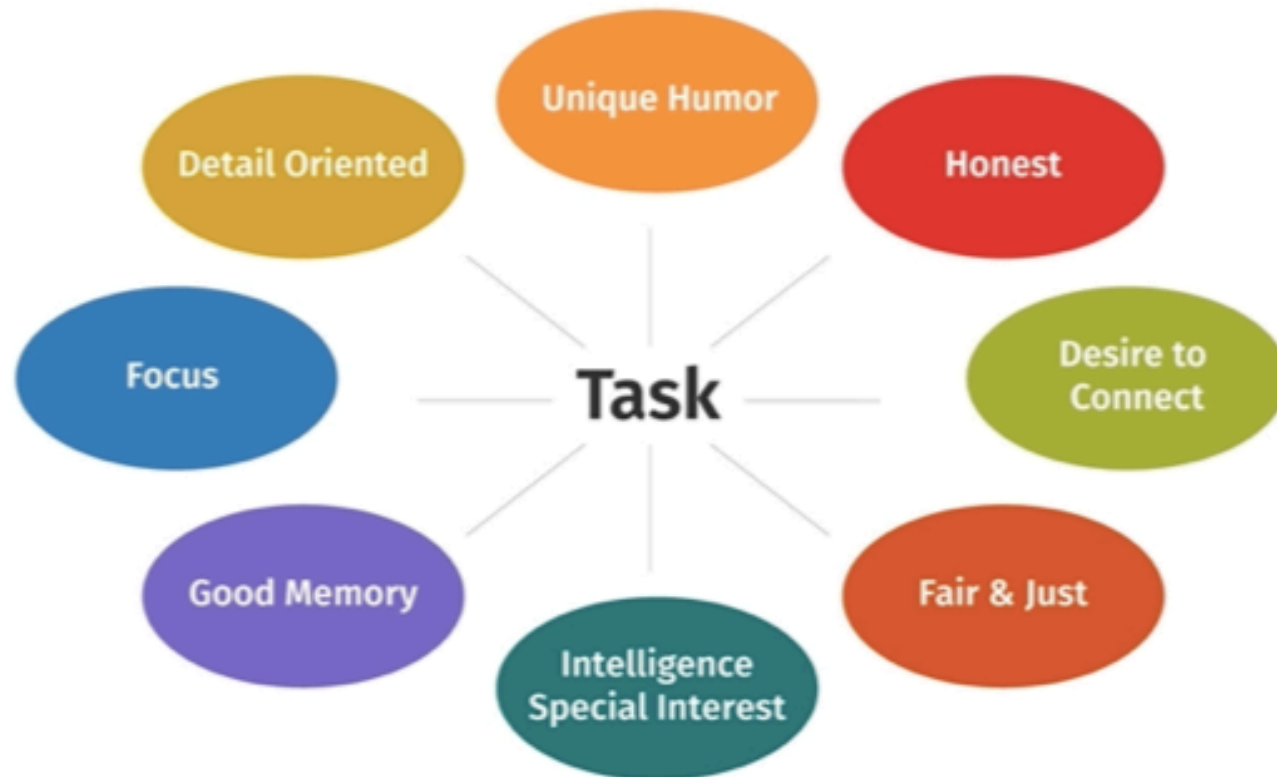 Unique Humor
Detail Oriented
Honest
Focus
Task
Desire to
Connect
Good Memory
Fair & Just
Intelligence
Special Interest